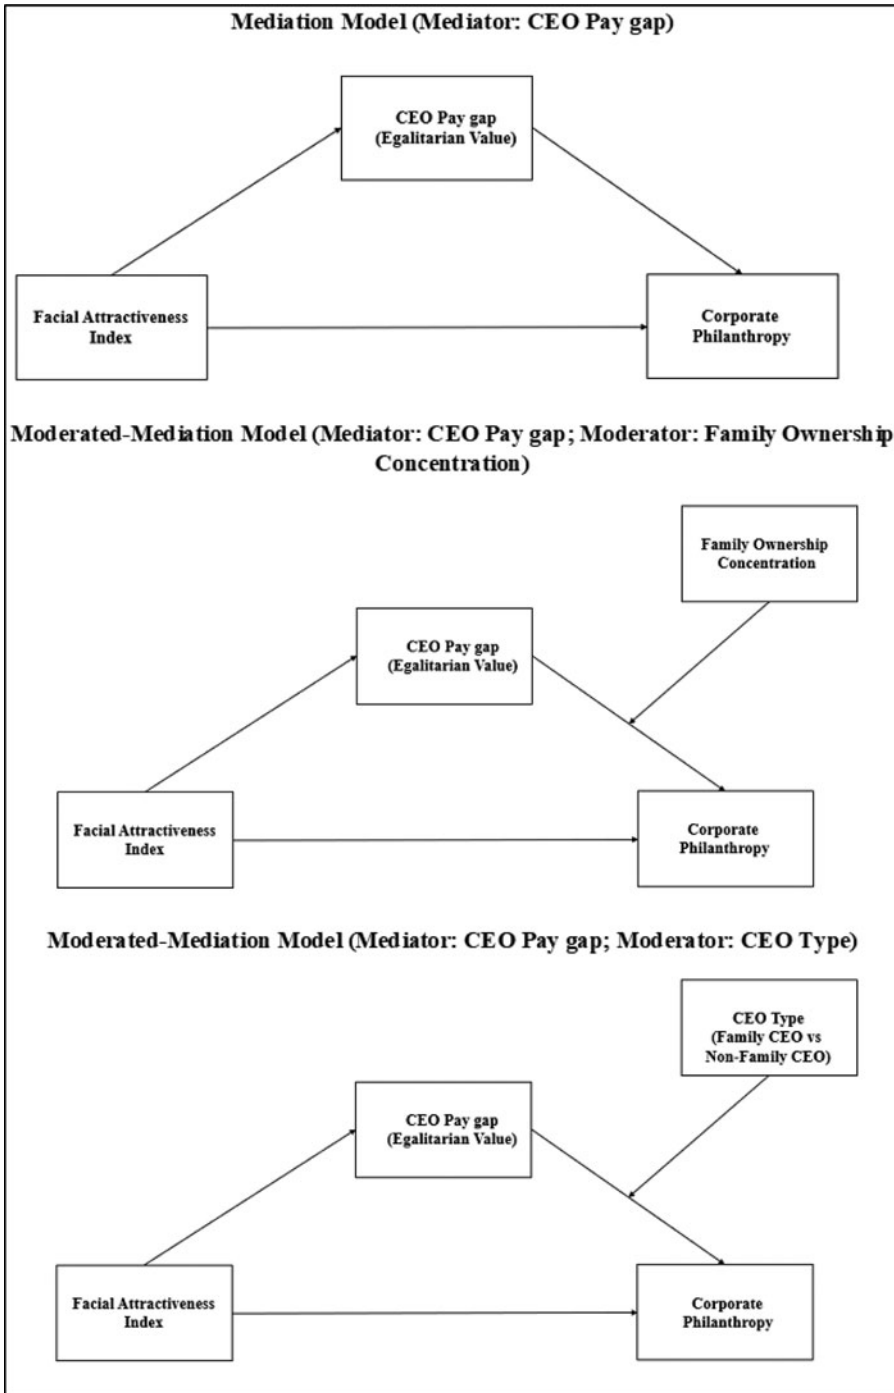 Mediation Model (Mediator: CEO Pay gap)
CEO Pay gap
(Egalitarian Value)
Facial Attractiveness
Index
Corporate
Philanthropy
Moderated-Mediation Model (Mediator: CEO Pay gap; Moderator: Family Ownership
Concentration)
Family Ownership
Concentration
CEO Pay gap
(Egalitarian Value)
Facial Attractiveness
Index
Corporate
Philanthropy
Moderated-Mediation Model (Mediator: CEO Pay gap; Moderator: CEO Type)
CEO Type
(Family CEO vs
Non-Family CEO)
CEO Pay gap
(Egalitarian Value)
Facial Attractiveness
Index
Corporate
Philanthropy